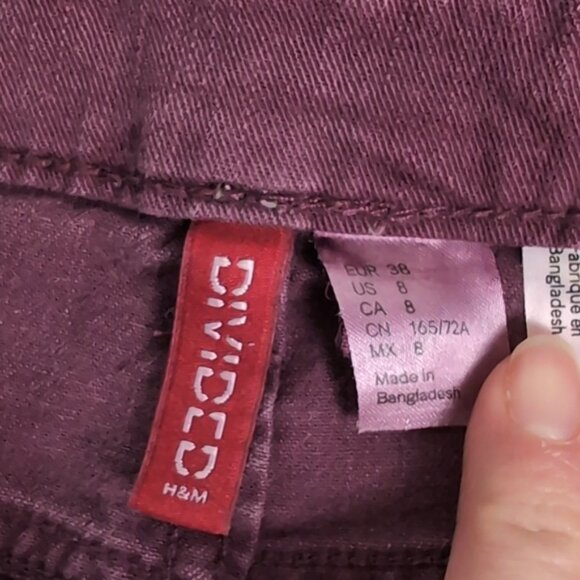 DIVIDED
H&M
EUR 38
US 8
CA 8
CN 165/72A
MX 8
Made in
Bangladesh
abrique en
Bangladesh